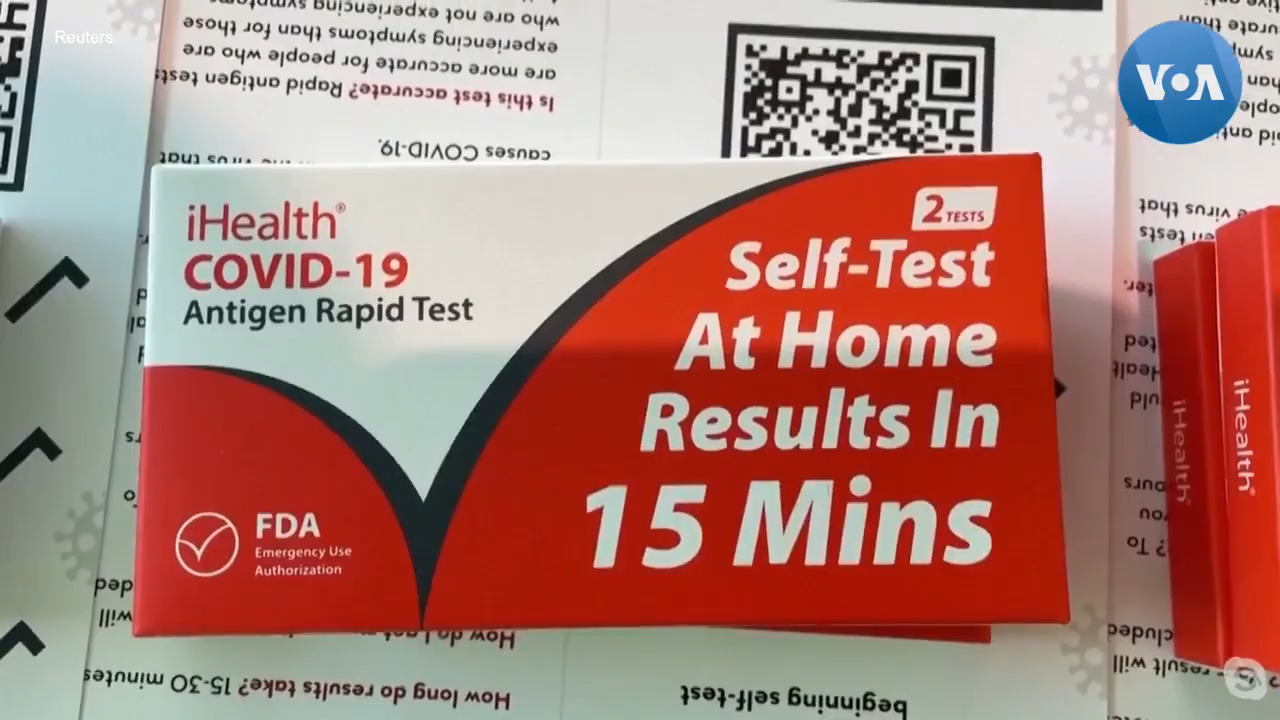 Reuters
VOA
who are not experiencing
experiencing symptoms than for those
are more accurate for people who are
Is this test accurate? Rapid antigen tests
causes COVID-19.
iHealth®
COVID-19
Antigen Rapid Test
2 TESTS
Self-Test
At Home
Results In
15 Mins
FDA
Emergency Use
Authorization
iHealth®
iHealth®
How long do results take? 15-30 minutes
beginning self-test